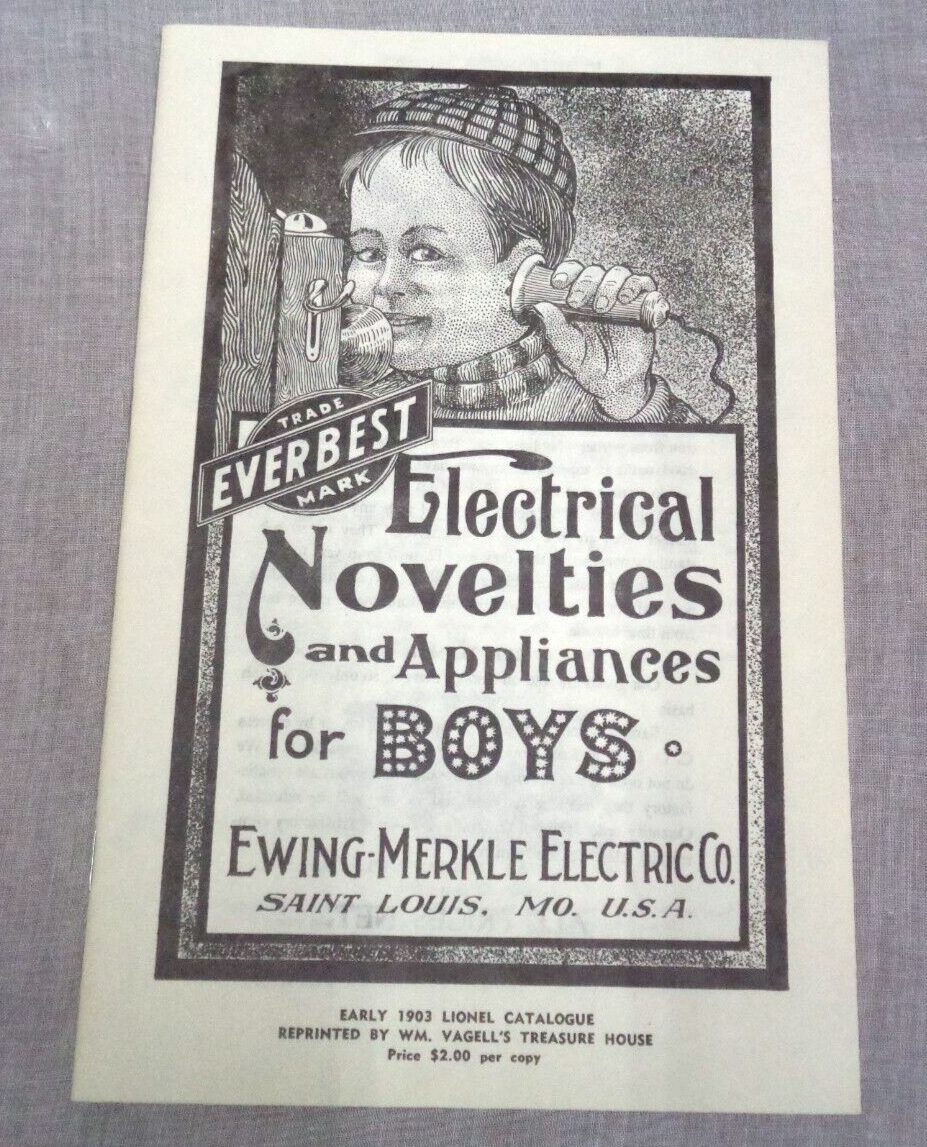 TRADE
EVERBEST
MARK
Electrical
Novelties
and Appliances
for BOYS.
EWING-MERKLE ELECTRIC CO.
SAINT LOUIS, MO. U.S.A.
EARLY 1903 LIONEL CATALOGUE
REPRINTED BY WM. VAGELL'S TREASURE HOUSE
Price $2.00 per copy